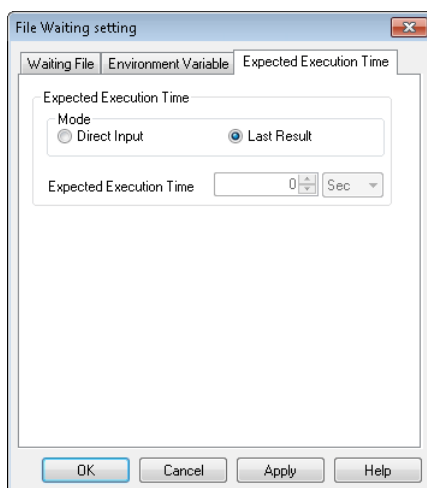 File Waiting setting
Waiting File Environment Variable Expected Execution Time
Expected Execution Time
Mode
Direct Input Last Result
Expected Execution Time 0 Sec
OK Cancel Apply Help